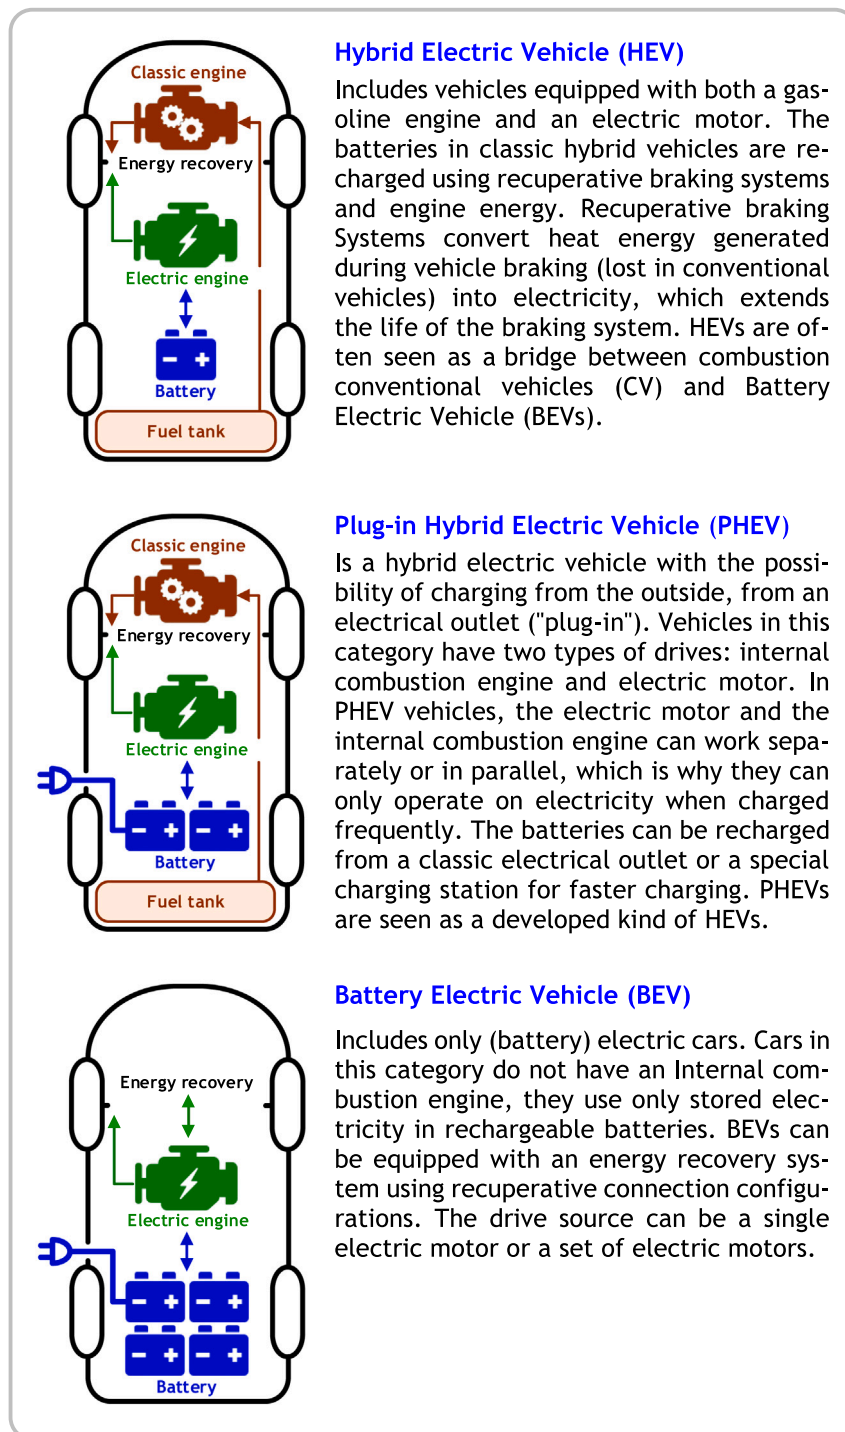 Hybrid Electric Vehicle (HEV)
Classic engine
Energy recovery
Electric engine
Battery
Fuel tank
Includes vehicles equipped with both a gas-
oline engine and an electric motor. The
batteries in classic hybrid vehicles are re-
charged using recuperative braking systems
and engine energy. Recuperative braking
Systems convert heat energy generated
during vehicle braking (lost in conventional
vehicles) into electricity, which extends
the life of the braking system. HEVs are of-
ten seen as a bridge between combustion
conventional vehicles (CV) and Battery
Electric Vehicle (BEVs).
Plug-in Hybrid Electric Vehicle (PHEV)
Classic engine
Energy recovery
Electric engine
Battery
Fuel tank
Is a hybrid electric vehicle with the possi-
bility of charging from the outside, from an
electrical outlet ("plug-in"). Vehicles in this
category have two types of drives: internal
combustion engine and electric motor. In
PHEV vehicles, the electric motor and the
internal combustion engine can work sepa-
rately or in parallel, which is why they can
only operate on electricity when charged
frequently. The batteries can be recharged
from a classic electrical outlet or a special
charging station for faster charging. PHEVs
are seen as a developed kind of HEVs.
Battery Electric Vehicle (BEV)
Energy recovery
Electric engine
Battery
Includes only (battery) electric cars. Cars in
this category do not have an Internal com-
bustion engine, they use only stored elec-
tricity in rechargeable batteries. BEVs can
be equipped with an energy recovery sys-
tem using recuperative connection configu-
rations. The drive source can be a single
electric motor or a set of electric motors.